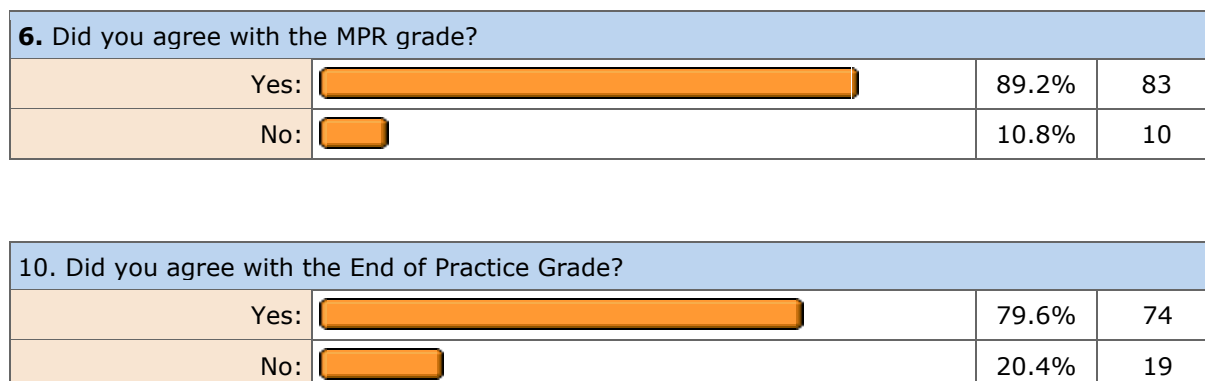 6. Did you agree with the MPR grade?
Yes: 89.2% 83
No: 10.8% 10
10. Did you agree with the End of Practice Grade?
Yes: 79.6% 74
No: 20.4% 19